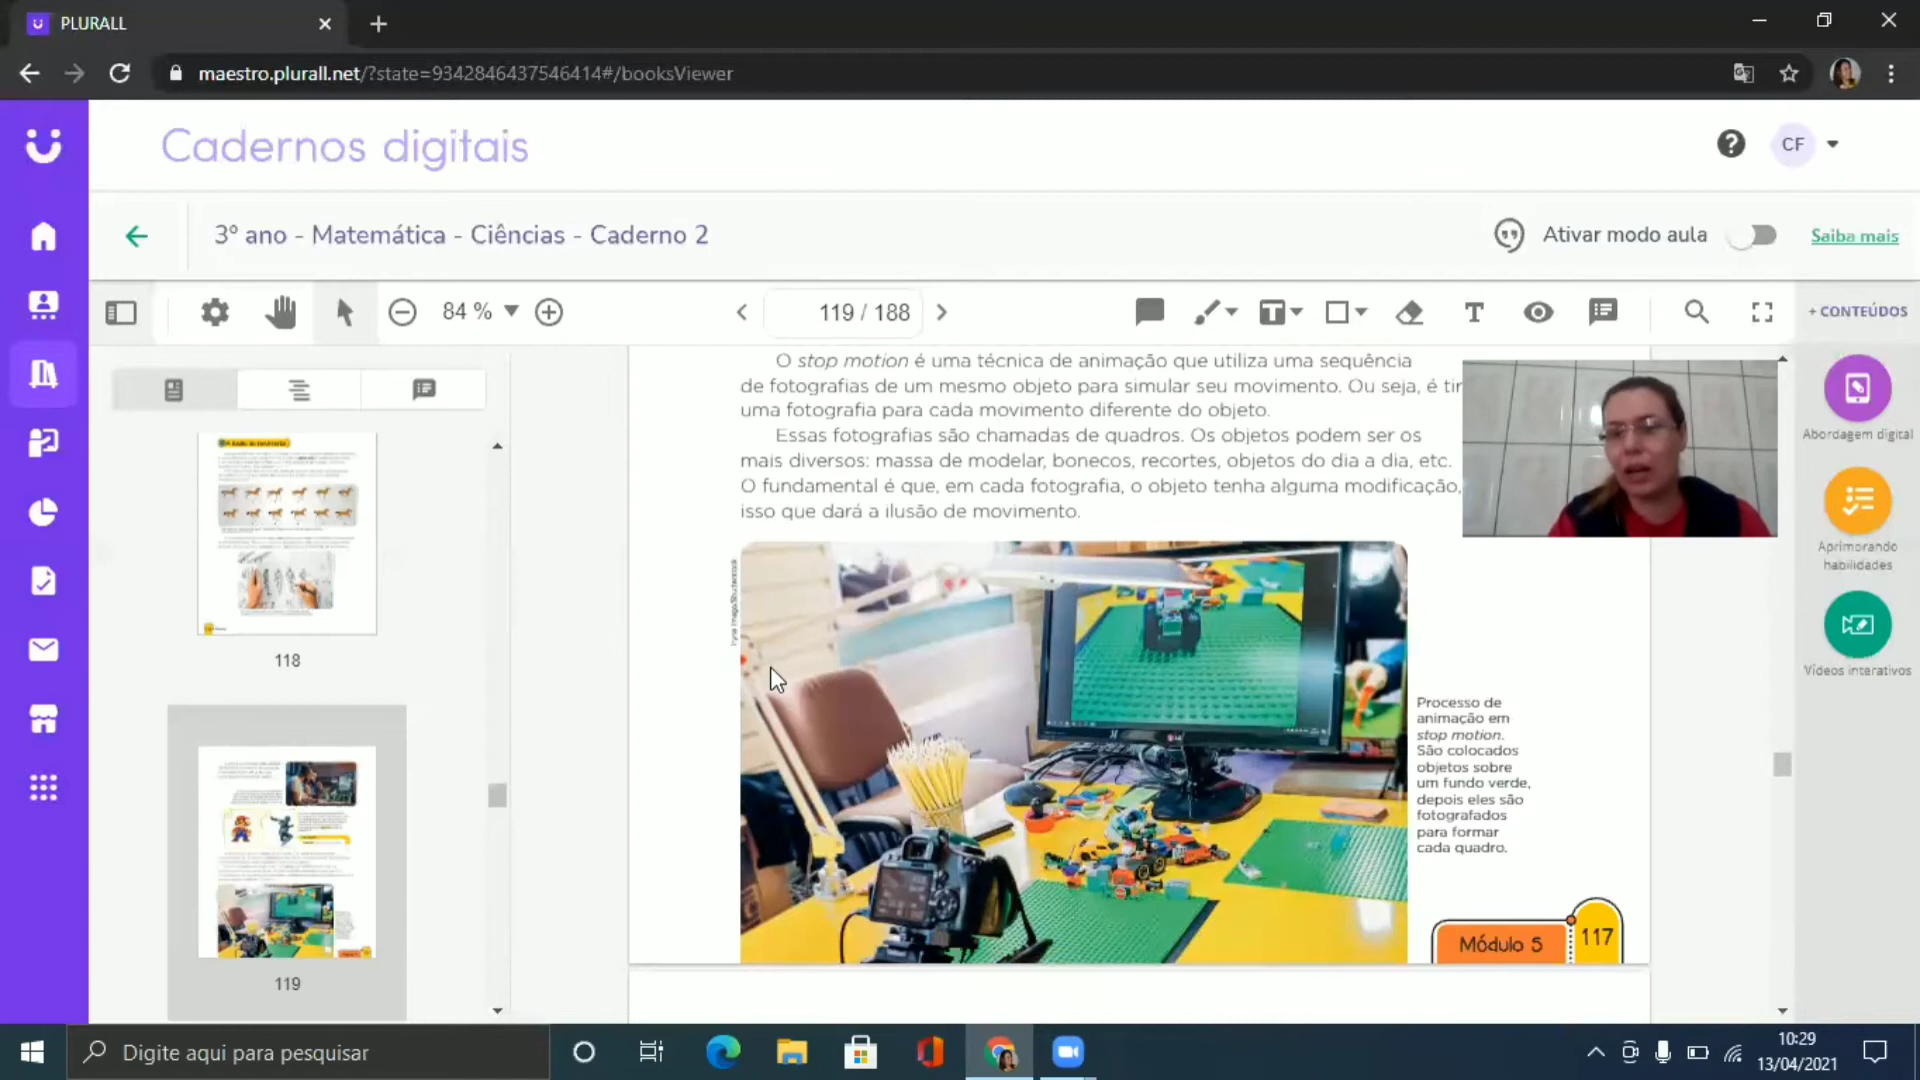 PLURALL
maestro.plurall.net/?state=9342846437546414#/booksViewer
Cadernos digitais
CF
3º ano - Matemática - Ciências - Caderno 2
Ativar modo aula
Saiba mais
84 %
119 / 188
+ CONTEÚDOS
O stop motion é uma técnica de animação que utiliza uma sequência
de fotografias de um mesmo objeto para simular seu movimento. Ou seja, é tir
uma fotografia para cada movimento diferente do objeto.
Essas fotografias são chamadas de quadros. Os objetos podem ser os
mais diversos: massa de modelar, bonecos, recortes, objetos do dia a dia, etc.
O fundamental é que, em cada fotografia, o objeto tenha alguma modificação,
isso que dará a ilusão de movimento.
Abordagem digital
Aprimorando
habilidades
Vídeos interativos
118
119
Processo de
animação em
stop motion.
São colocados
objetos sobre
um fundo verde,
depois eles são
fotografados
para formar
cada quadro.
Módulo 5
117
Digite aqui para pesquisar
10:29
13/04/2021